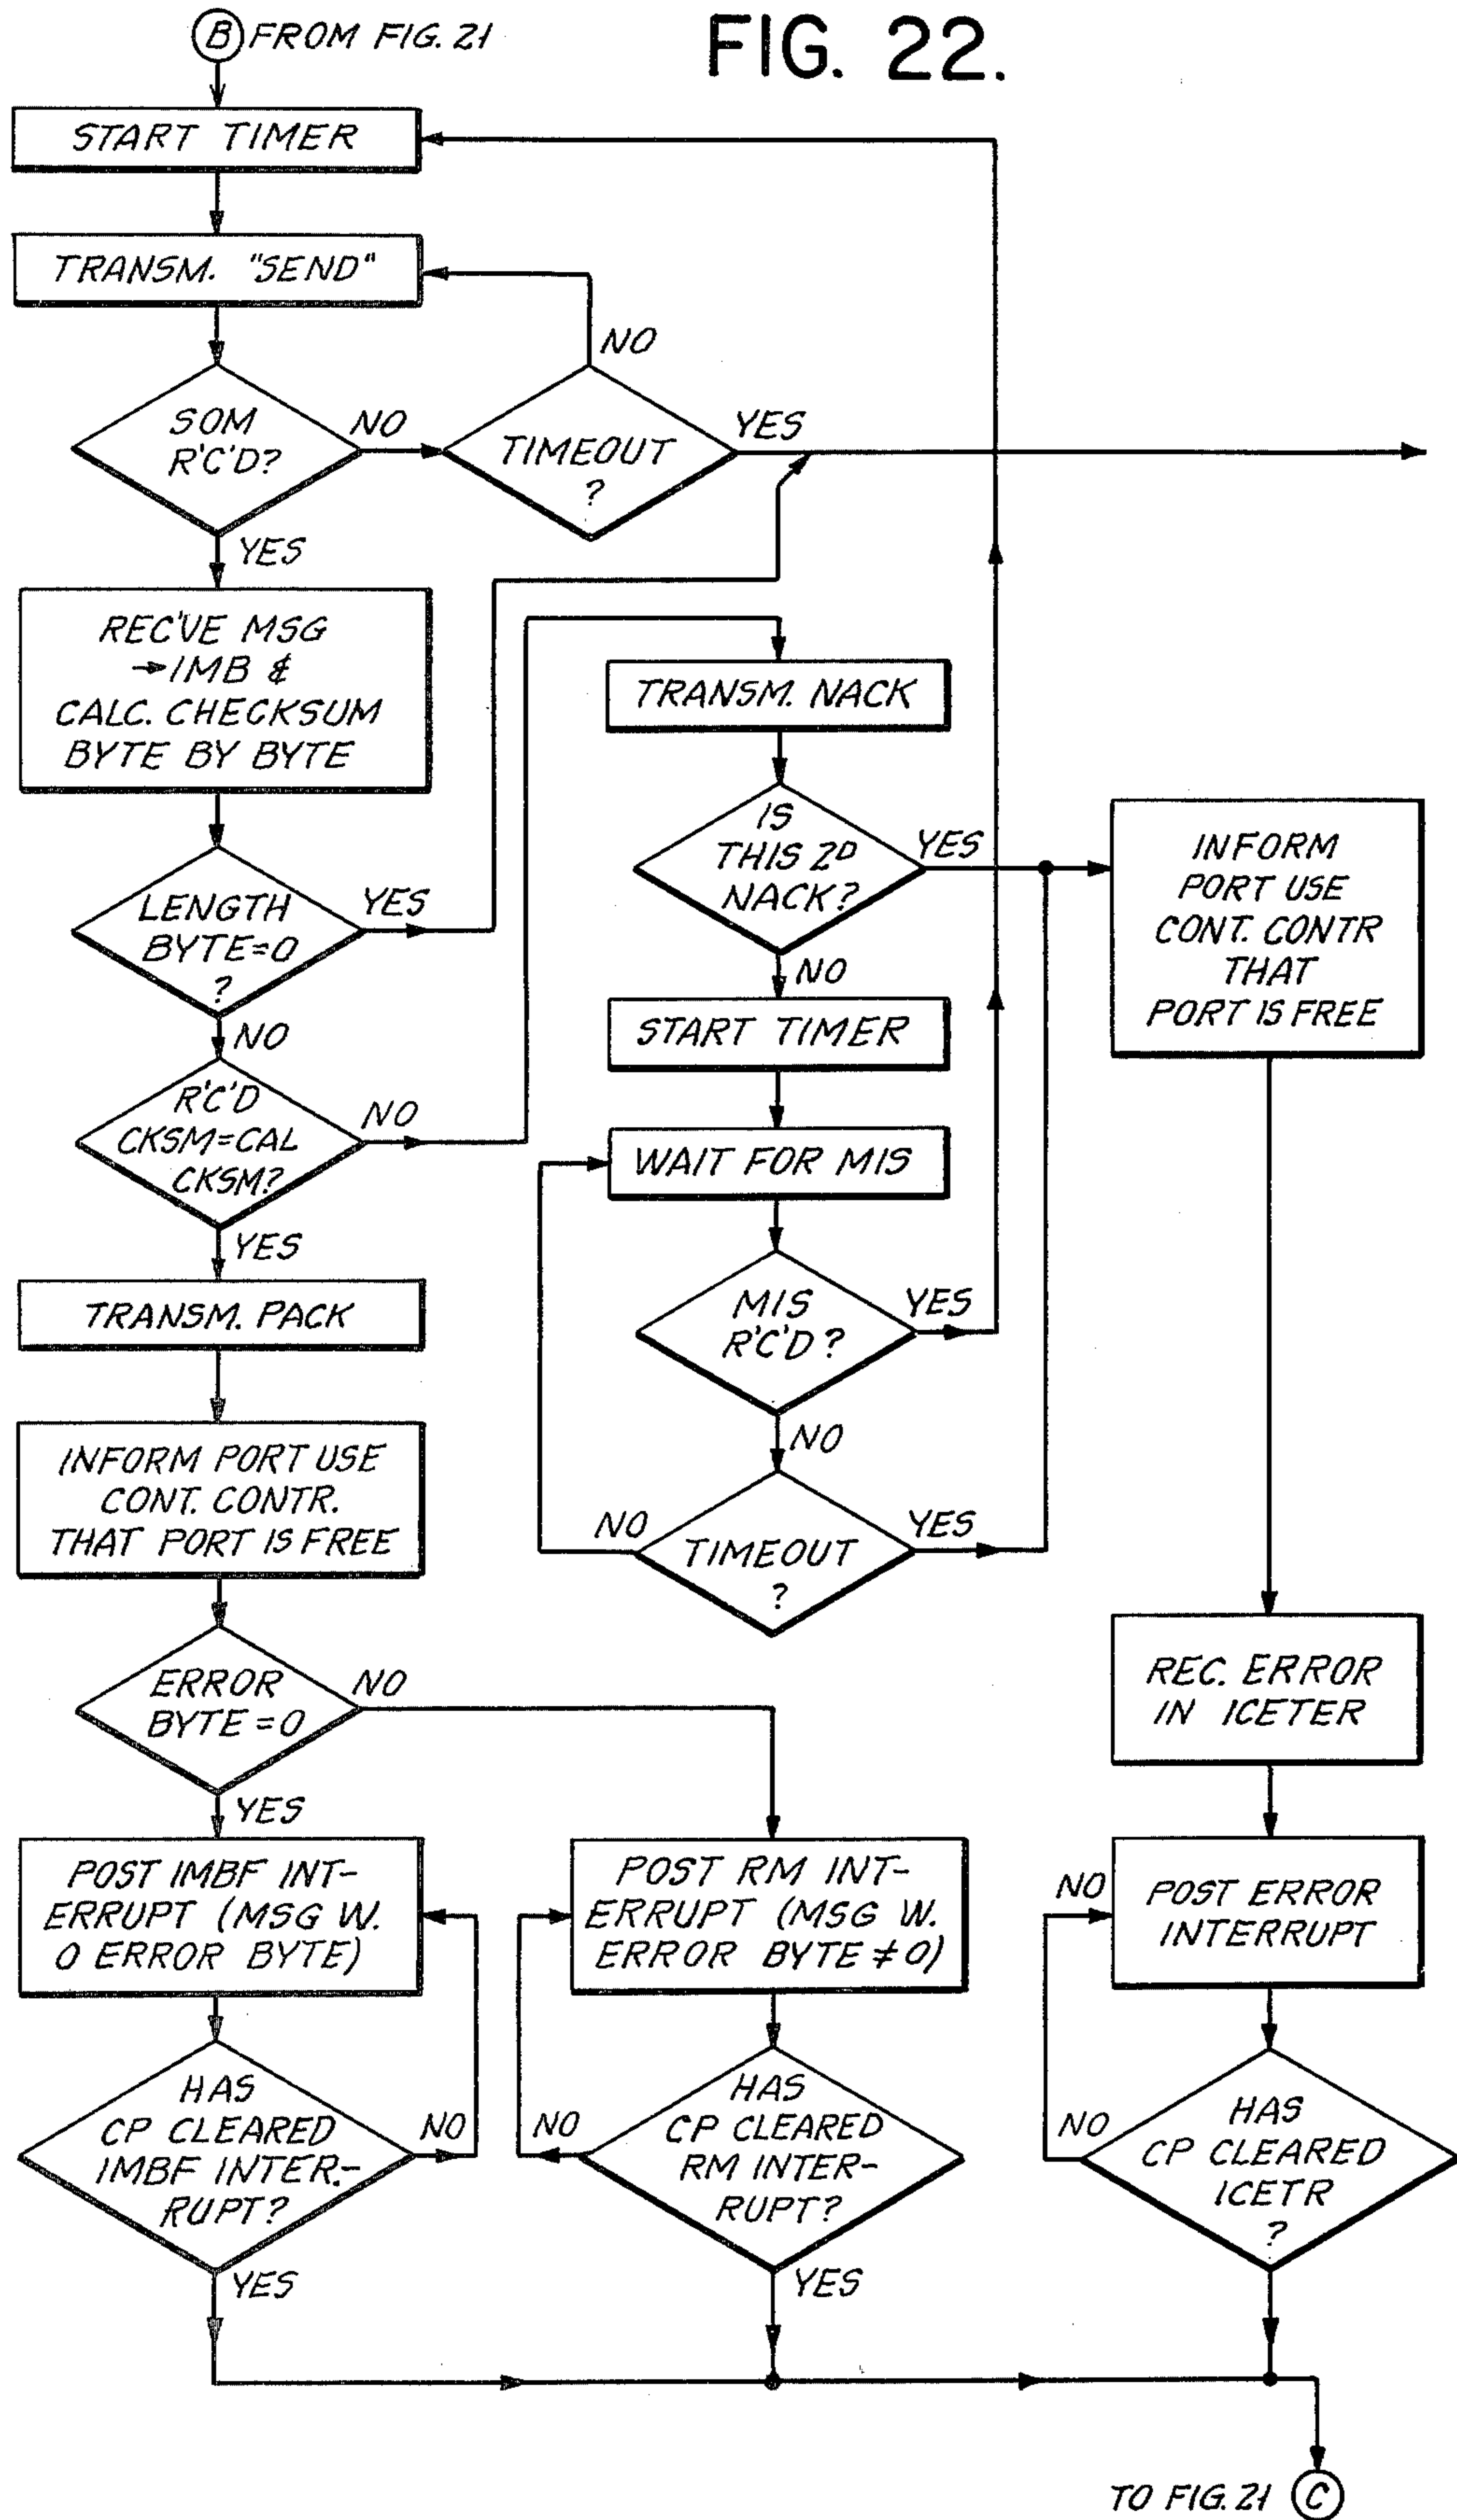 B FROM FIG. 21
FIG. 22.
START TIMER
TRANSM. "SEND"
NO
SOM
R'C'D?
NO
TIMEOUT
?
YES
YES
REC'VE MSG
→IMB &
CALC. CHECKSUM
BYTE BY BYTE
TRANSM. NACK
IS
THIS 2D
NACK?
YES
INFORM
PORT USE
CONT. CONTR
THAT
PORT IS FREE
LENGTH
BYTE=0
?
YES
NO
NO
START TIMER
R'C'D
CKSM=CAL
CKSM?
NO
WAIT FOR MIS
YES
TRANSM. PACK
MIS
R'C'D?
YES
NO
INFORM PORT USE
CONT. CONTR.
THAT PORT IS FREE
NO
TIMEOUT
?
YES
ERROR
BYTE=0
NO
REC. ERROR
IN ICETER
YES
POST IMBF INT-
ERRUPT (MSG W.
0 ERROR BYTE)
POST RM INT-
ERRUPT (MSG W.
ERROR BYTE ≠ 0)
NO
POST ERROR
INTERRUPT
HAS
CP CLEARED
IMBF INTER-
RUPT?
NO
NO
HAS
CP CLEARED
RM INTER-
RUPT?
NO
HAS
CP CLEARED
ICETR
?
YES
YES
TO FIG. 21 C